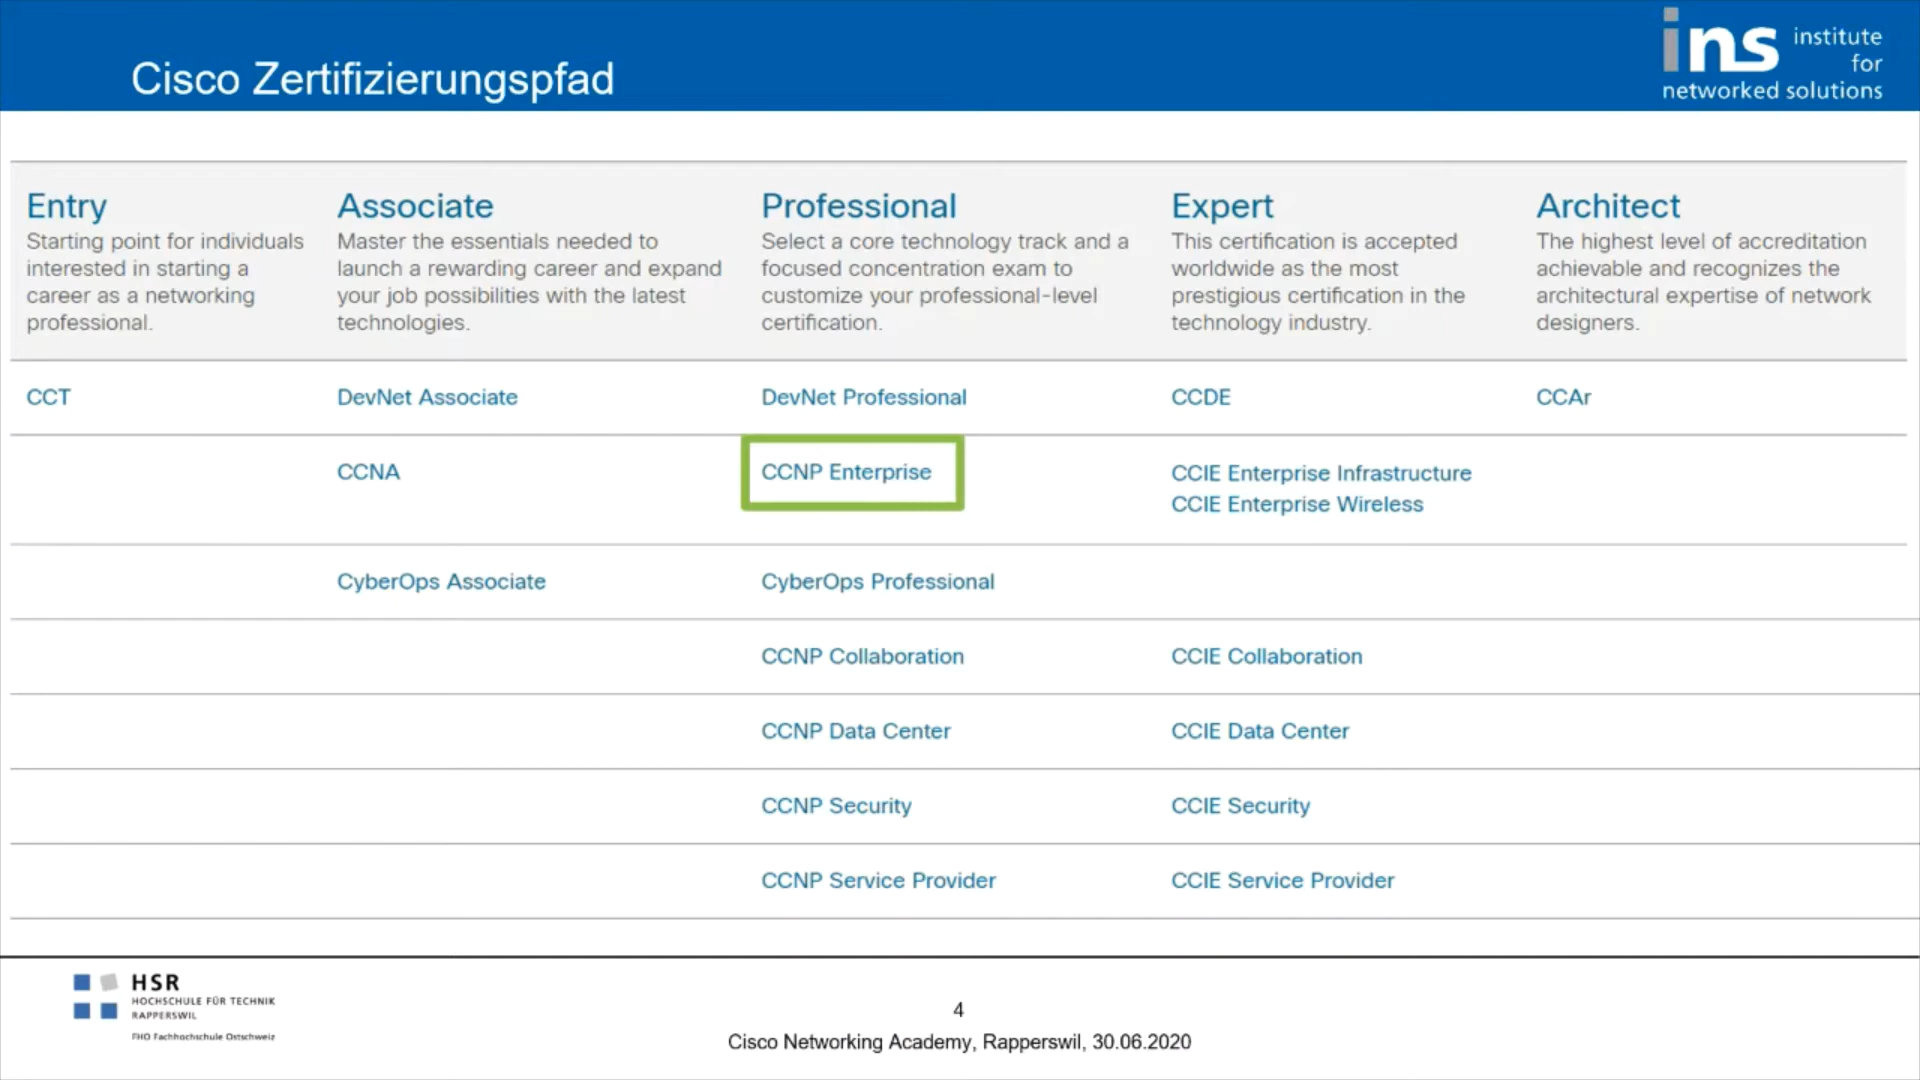 Cisco Zertifizierungspfad
ins institute
for
networked solutions
Entry
Starting point for individuals
interested in starting a
career as a networking
professional.
Associate
Master the essentials needed to
launch a rewarding career and expand
your job possibilities with the latest
technologies.
Professional
Select a core technology track and a
focused concentration exam to
customize your professional-level
certification.
Expert
This certification is accepted
worldwide as the most
prestigious certification in the
technology industry.
Architect
The highest level of accreditation
achievable and recognizes the
architectural expertise of network
designers.
CCT DevNet Associate DevNet Professional CCDE CCAr
CCNA CCNP Enterprise CCIE Enterprise Infrastructure
CCIE Enterprise Wireless
CyberOps Associate CyberOps Professional
CCNP Collaboration CCIE Collaboration
CCNP Data Center CCIE Data Center
CCNP Security CCIE Security
CCNP Service Provider CCIE Service Provider
HSR
HOCHSCHULE FÜR TECHNIK
RAPPERSWIL
FHO Fachhochschule Ostschweiz
4
Cisco Networking Academy, Rapperswil, 30.06.2020